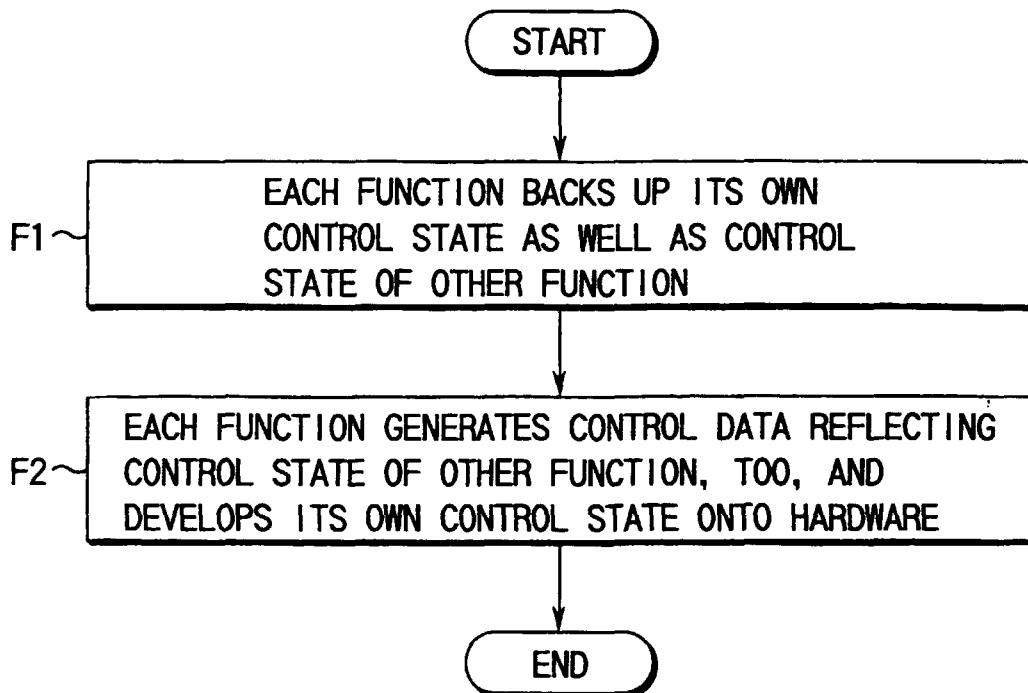 START
EACH FUNCTION BACKS UP ITS OWN
F1 CONTROL STATE AS WELL AS CONTROL
STATE OF OTHER FUNCTION
EACH FUNCTION GENERATES CONTROL DATA REFLECTING
F2 CONTROL STATE OF OTHER FUNCTION, TOO, AND
DEVELOPS ITS OWN CONTROL STATE ONTO HARDWARE
END